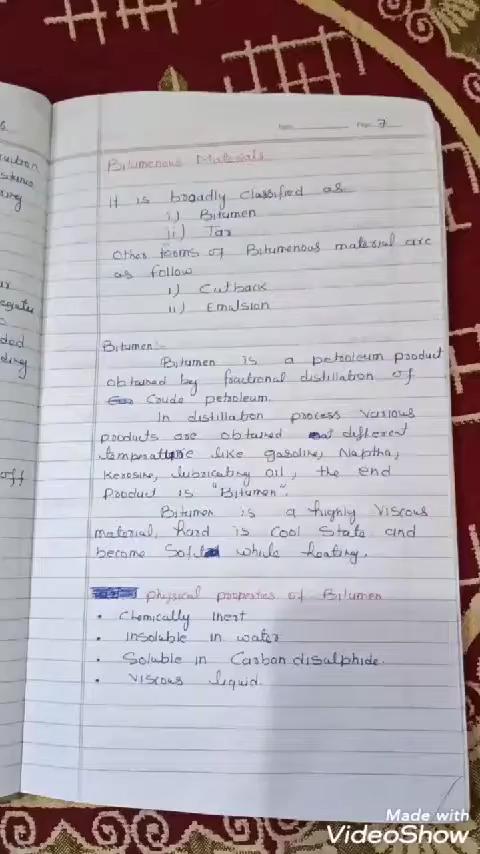 Page 7
Bitumenous Materials
It is broadly classified as
i) Bitumen
ii) Tar
Other forms of Bitumenous material are
as follow
i) Cutback
ii) Emulsion
Bitumen:-
Bitumen is a petroleum product
obtained by fractional distillation of
Crude petroleum.
In distillation process various
products are obtained at different
temperature like gasoline, Naptha,
Kerosine, lubricating oil, the end
Product is "Bitumen".
Bitumen is a highly Viscous
material, hard is Cool State and
become Soft while heating.
Physical properties of Bitumen
• Chemically Inert
• Insoluble in water
• Soluble in Carbon disulphide.
• Viscous liquid.
off
Made with
VideoShow